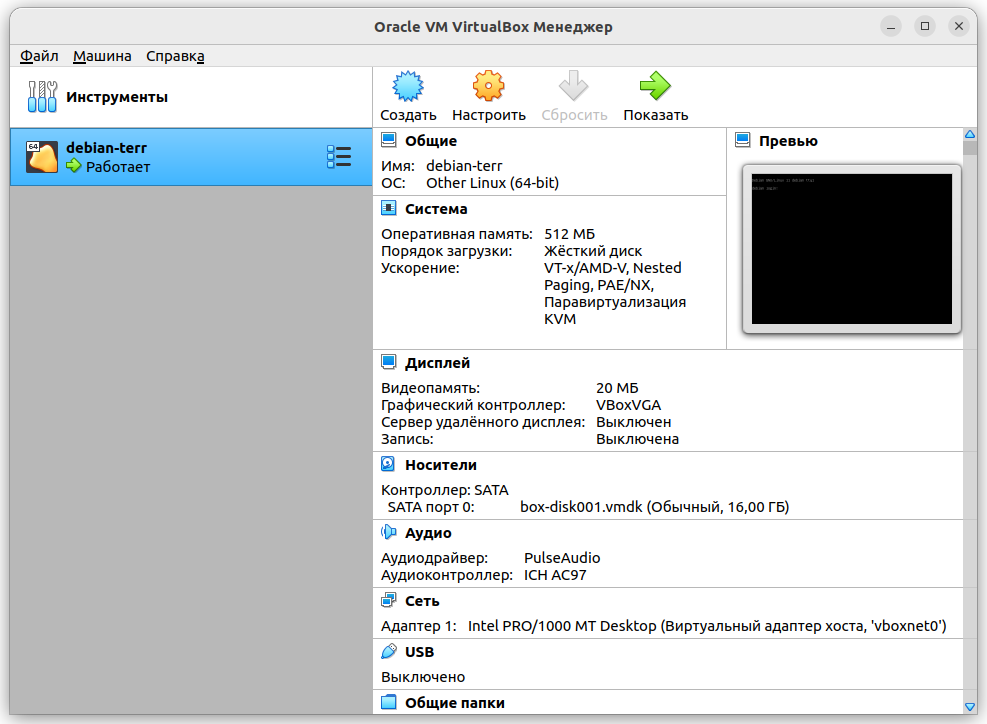 Oracle VM VirtualBox Менеджер
Файл Машина Справка
Инструменты
Создать Настроить Сбросить Показать
64
debian-terr
Работает
Общие
Имя: debian-terr
ОС: Other Linux (64-bit)
Превью
Система
Оперативная память: 512 МБ
Порядок загрузки: Жёсткий диск
Ускорение: VT-x/AMD-V, Nested
Paging, PAE/NX,
Паравиртуализация
KVM
Дисплей
Видеопамять: 20 МБ
Графический контроллер: VBoxVGA
Сервер удалённого дисплея: Выключен
Запись: Выключена
Носители
Контроллер: SATA
SATA порт 0: box-disk001.vmdk (Обычный, 16,00 ГБ)
Аудио
Аудиодрайвер: PulseAudio
Аудиоконтроллер: ICH AC97
Сеть
Адаптер 1: Intel PRO/1000 MT Desktop (Виртуальный адаптер хоста, 'vboxnet0')
USB
Выключено
Общие папки